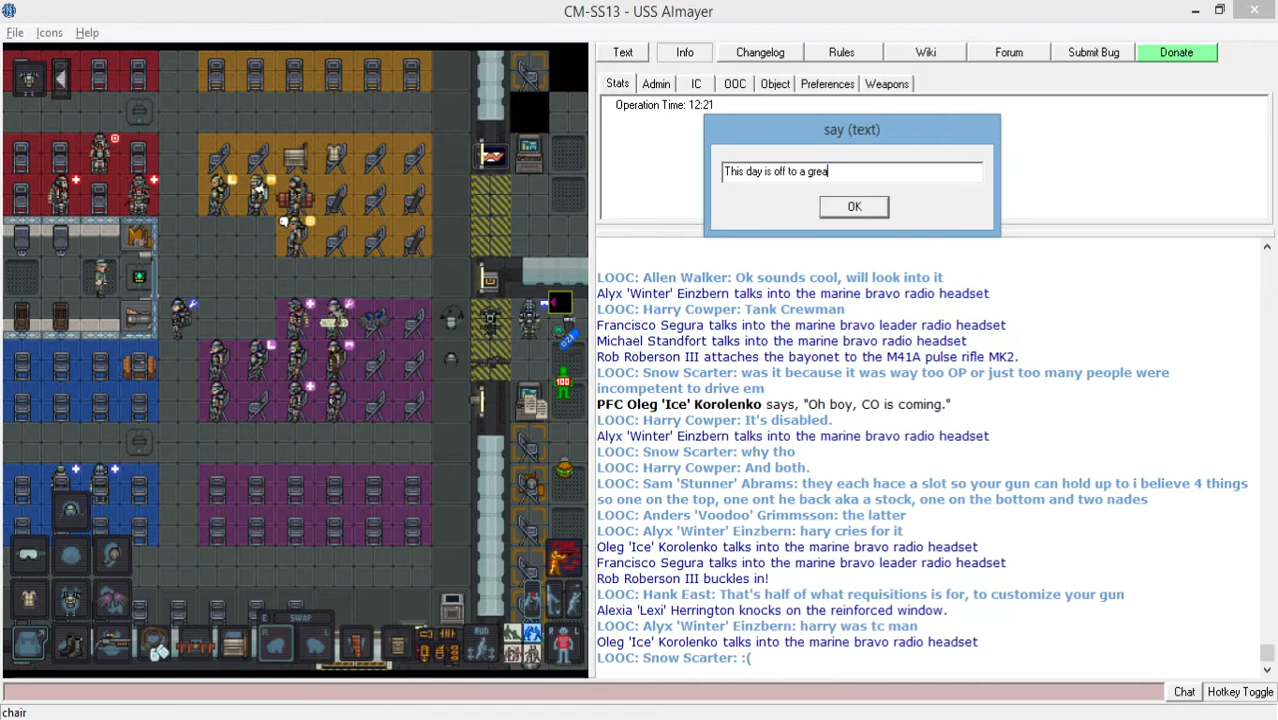 CM-SS13 - USS Almayer
File Icons Help
Text Info Changelog Rules Wiki Forum Submit Bug Donate
Stats Admin IC OOC Object Preferences Weapons
Operation Time: 12:21
say (text)
This day is off to a grea
OK
LOOC: Allen Walker: Ok sounds cool, will look into it
Alyx 'Winter' Einzbern talks into the marine bravo radio headset
LOOC: Harry Cowper: Tank Crewman
Francisco Segura talks into the marine bravo leader radio headset
Michael Standfort talks into the marine bravo radio headset
Rob Roberson III attaches the bayonet to the M41A pulse rifle MK2.
LOOC: Snow Scarter: was it because it was way too OP or just too many people were
incompetent to drive em
PFC Oleg 'Ice' Korolenko says, "Oh boy, CO is coming."
LOOC: Harry Cowper: It's disabled.
Alyx 'Winter' Einzbern talks into the marine bravo radio headset
LOOC: Snow Scarter: why tho
LOOC: Harry Cowper: And both.
LOOC: Sam 'Stunner' Abrams: they each hace a slot so your gun can hold up to i believe 4 things
so one on the top, one ont he back aka a stock, one on the bottom and two nades
LOOC: Anders 'Voodoo' Grimmsson: the latter
LOOC: Alyx 'Winter' Einzbern: hary cries for it
Oleg 'Ice' Korolenko talks into the marine bravo radio headset
Francisco Segura talks into the marine bravo leader radio headset
Rob Roberson III buckles in!
LOOC: Hank East: That's half of what requisitions is for, to customize your gun
Alexia 'Lexi' Herrington knocks on the reinforced window.
LOOC: Alyx 'Winter' Einzbern: harry was tc man
Oleg 'Ice' Korolenko talks into the marine bravo radio headset
LOOC: Snow Scarter: :(
100
E SWAP
R L
RUN
R L
Chat Hotkey Toggle
chair